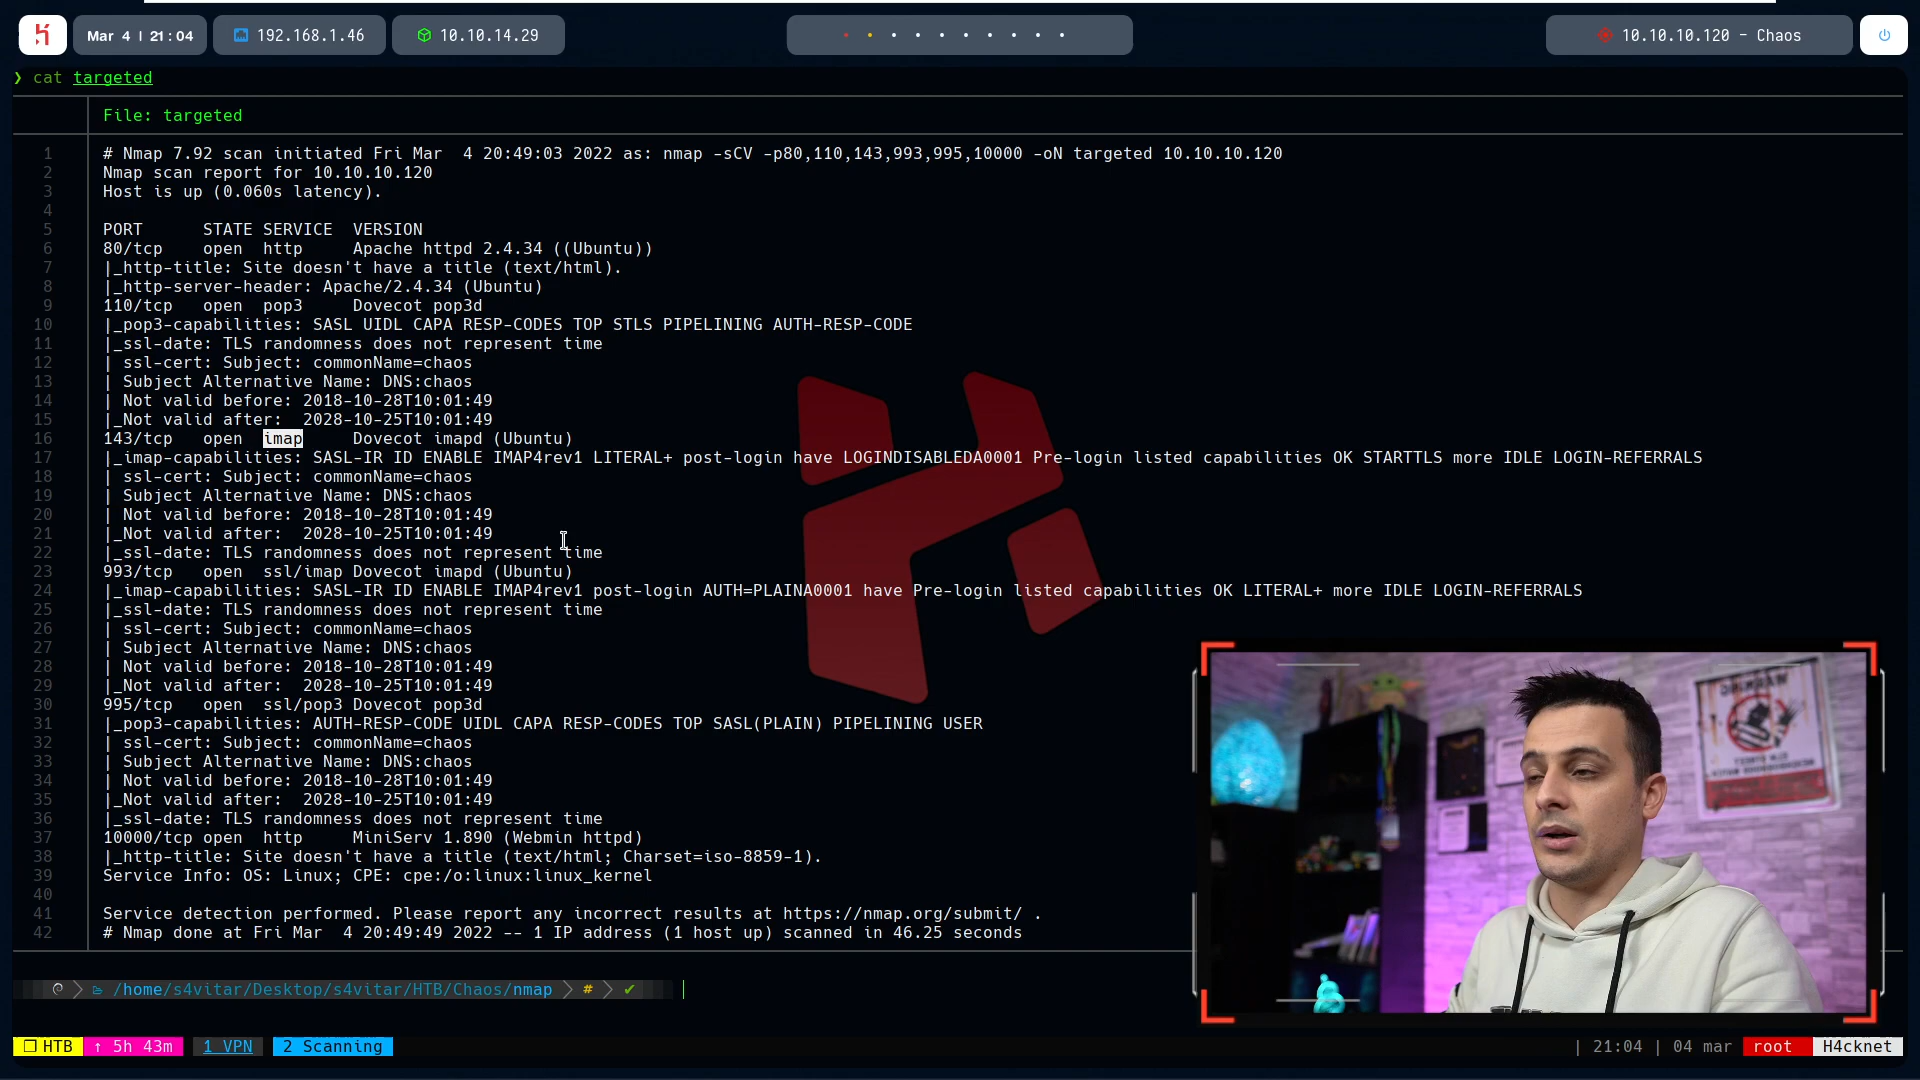 Mar 4 | 21:04
192.168.1.46
10.10.14.29
10.10.10.120 - Chaos
❯ cat targeted
File: targeted
1 # Nmap 7.92 scan initiated Fri Mar  4 20:49:03 2022 as: nmap -sCV -p80,110,143,993,995,10000 -oN targeted 10.10.10.120
2 Nmap scan report for 10.10.10.120
3 Host is up (0.060s latency).
4
5 PORT      STATE SERVICE  VERSION
6 80/tcp    open  http     Apache httpd 2.4.34 ((Ubuntu))
7 |_http-title: Site doesn't have a title (text/html).
8 |_http-server-header: Apache/2.4.34 (Ubuntu)
9 110/tcp   open  pop3     Dovecot pop3d
10 |_pop3-capabilities: SASL UIDL CAPA RESP-CODES TOP STLS PIPELINING AUTH-RESP-CODE
11 |_ssl-date: TLS randomness does not represent time
12 | ssl-cert: Subject: commonName=chaos
13 | Subject Alternative Name: DNS:chaos
14 | Not valid before: 2018-10-28T10:01:49
15 |_Not valid after:  2028-10-25T10:01:49
16 143/tcp   open  imap     Dovecot imapd (Ubuntu)
17 |_imap-capabilities: SASL-IR ID ENABLE IMAP4rev1 LITERAL+ post-login have LOGINDISABLEDA0001 Pre-login listed capabilities OK STARTTLS more IDLE LOGIN-REFERRALS
18 | ssl-cert: Subject: commonName=chaos
19 | Subject Alternative Name: DNS:chaos
20 | Not valid before: 2018-10-28T10:01:49
21 |_Not valid after:  2028-10-25T10:01:49
22 |_ssl-date: TLS randomness does not represent time
23 993/tcp   open  ssl/imap Dovecot imapd (Ubuntu)
24 |_imap-capabilities: SASL-IR ID ENABLE IMAP4rev1 post-login AUTH=PLAINA0001 have Pre-login listed capabilities OK LITERAL+ more IDLE LOGIN-REFERRALS
25 |_ssl-date: TLS randomness does not represent time
26 | ssl-cert: Subject: commonName=chaos
27 | Subject Alternative Name: DNS:chaos
28 | Not valid before: 2018-10-28T10:01:49
29 |_Not valid after:  2028-10-25T10:01:49
30 995/tcp   open  ssl/pop3 Dovecot pop3d
31 |_pop3-capabilities: AUTH-RESP-CODE UIDL CAPA RESP-CODES TOP SASL(PLAIN) PIPELINING USER
32 | ssl-cert: Subject: commonName=chaos
33 | Subject Alternative Name: DNS:chaos
34 | Not valid before: 2018-10-28T10:01:49
35 |_Not valid after:  2028-10-25T10:01:49
36 |_ssl-date: TLS randomness does not represent time
37 10000/tcp open  http     MiniServ 1.890 (Webmin httpd)
38 |_http-title: Site doesn't have a title (text/html; Charset=iso-8859-1).
39 Service Info: OS: Linux; CPE: cpe:/o:linux:linux_kernel
40
41 Service detection performed. Please report any incorrect results at https://nmap.org/submit/ .
42 # Nmap done at Fri Mar  4 20:49:49 2022 -- 1 IP address (1 host up) scanned in 46.25 seconds
/home/s4vitar/Desktop/s4vitar/HTB/Chaos/nmap # ✔
HTB ↑ 5h 43m 1 VPN 2 Scanning | 21:04 | 04 mar root H4cknet